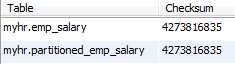 Table Checksum
myhr.emp_salary 4273816835
myhr.partitioned_emp_salary 4273816835